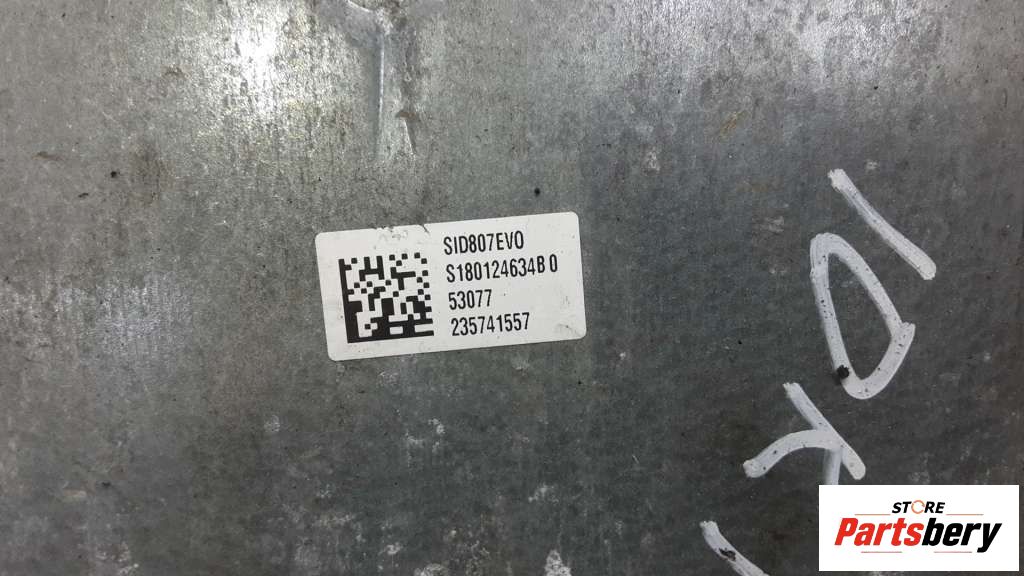 SID807EVO
S180124634B 0
53077
235741557
STORE
Partsbery